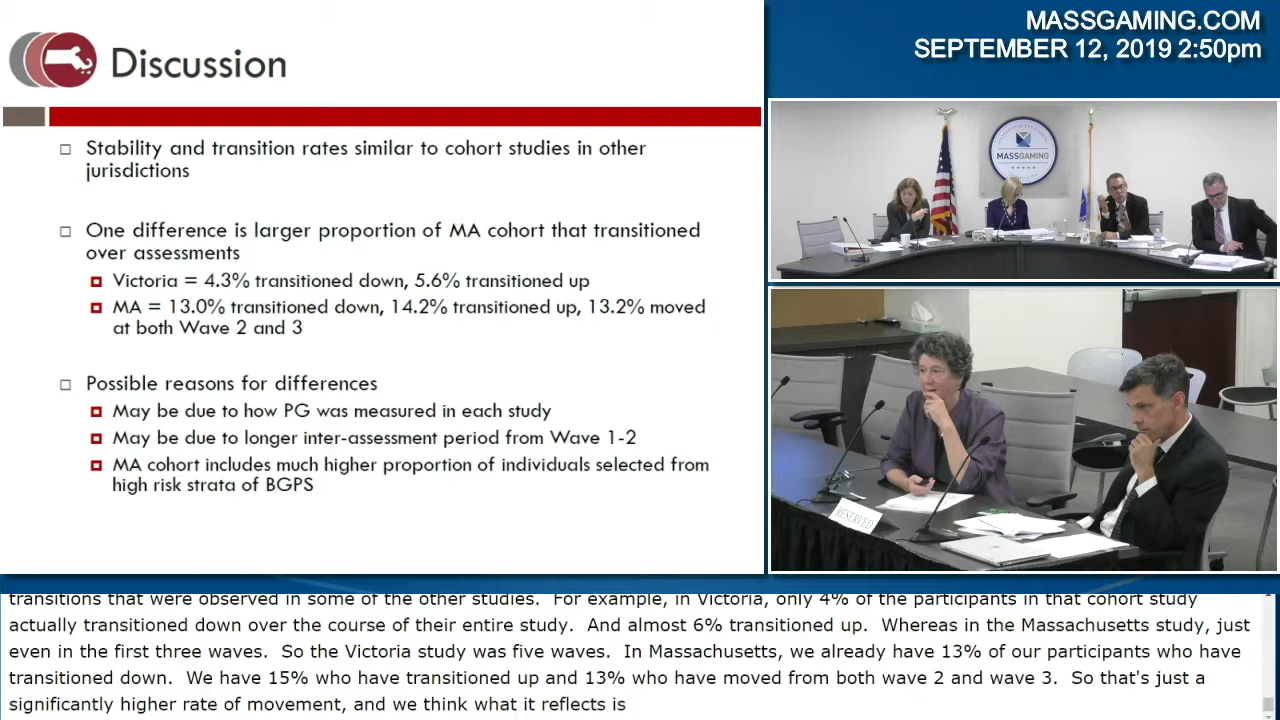 MASSGAMING.COM
SEPTEMBER 12, 2019 2:50pm
Discussion
Stability and transition rates similar to cohort studies in other
jurisdictions
One difference is larger proportion of MA cohort that transitioned
over assessments
Victoria = 4.3% transitioned down, 5.6% transitioned up
MA = 13.0% transitioned down, 14.2% transitioned up, 13.2% moved
at both Wave 2 and 3
Possible reasons for differences
May be due to how PG was measured in each study
May be due to longer inter-assessment period from Wave 1-2
MA cohort includes much higher proportion of individuals selected from
high risk strata of BGPS
MASSGAMING
RESERVED
transitions that were observed in some of the other studies. For example, in Victoria, only 4% of the participants in that cohort study
actually transitioned down over the course of their entire study. And almost 6% transitioned up. Whereas in the Massachusetts study, just
even in the first three waves. So the Victoria study was five waves. In Massachusetts, we already have 13% of our participants who have
transitioned down. We have 15% who have transitioned up and 13% who have moved from both wave 2 and wave 3. So that's just a
significantly higher rate of movement, and we think what it reflects is